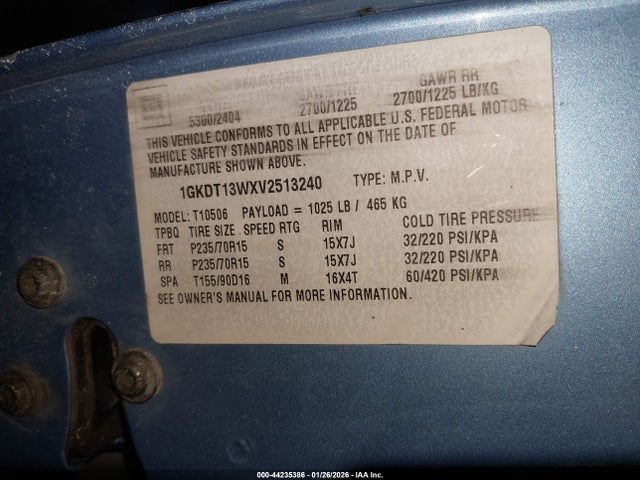 GAWR RR
5300/2404 2700/1225 2700/1225 LB/KG
THIS VEHICLE CONFORMS TO ALL APPLICABLE U.S. FEDERAL MOTOR
VEHICLE SAFETY STANDARDS IN EFFECT ON THE DATE OF
MANUFACTURE SHOWN ABOVE.
1GKDT13WXV2513240 TYPE: M.P.V.
MODEL: T10506 PAYLOAD = 1025 LB / 465 KG
TPBQ TIRE SIZE SPEED RTG RIM COLD TIRE PRESSURE
FRT P235/70R15 S 15X7J 32/220 PSI/KPA
RR P235/70R15 S 15X7J 32/220 PSI/KPA
SPA T155/90D16 M 16X4T 60/420 PSI/KPA
SEE OWNER'S MANUAL FOR MORE INFORMATION.
000-44235386 - 01/26/2026 - IAA Inc.